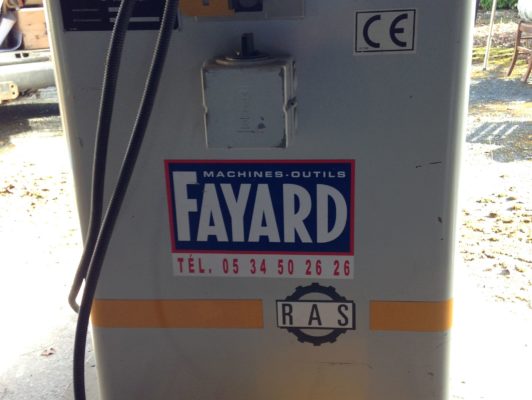 CE
MACHINES-OUTILS
FAYARD
TÉL. 05 34 50 26 26
RAS